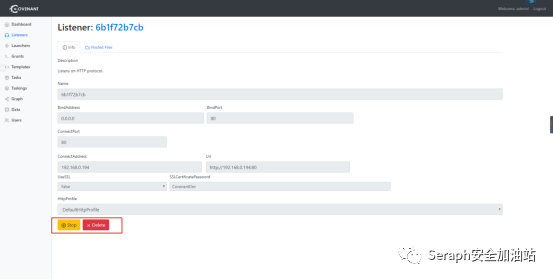 COVENANT
Welcome, admin!
Logout
Dashboard
Listeners
Launchers
Grunts
Templates
Tasks
Taskings
Graph
Data
Users
Listener: 6b1f72b7cb
Info
Hosted Files
Description
Listens on HTTP protocol.
Name
6b1f72b7cb
BindAddress
BindPort
0.0.0.0
80
ConnectPort
80
ConnectAddress
Url
192.168.0.194
http://192.168.0.194:80
UseSSL
SSLCertificatePassword
False
CovenantDev
HttpProfile
DefaultHttpProfile
Stop
Delete
Seraph安全加油站